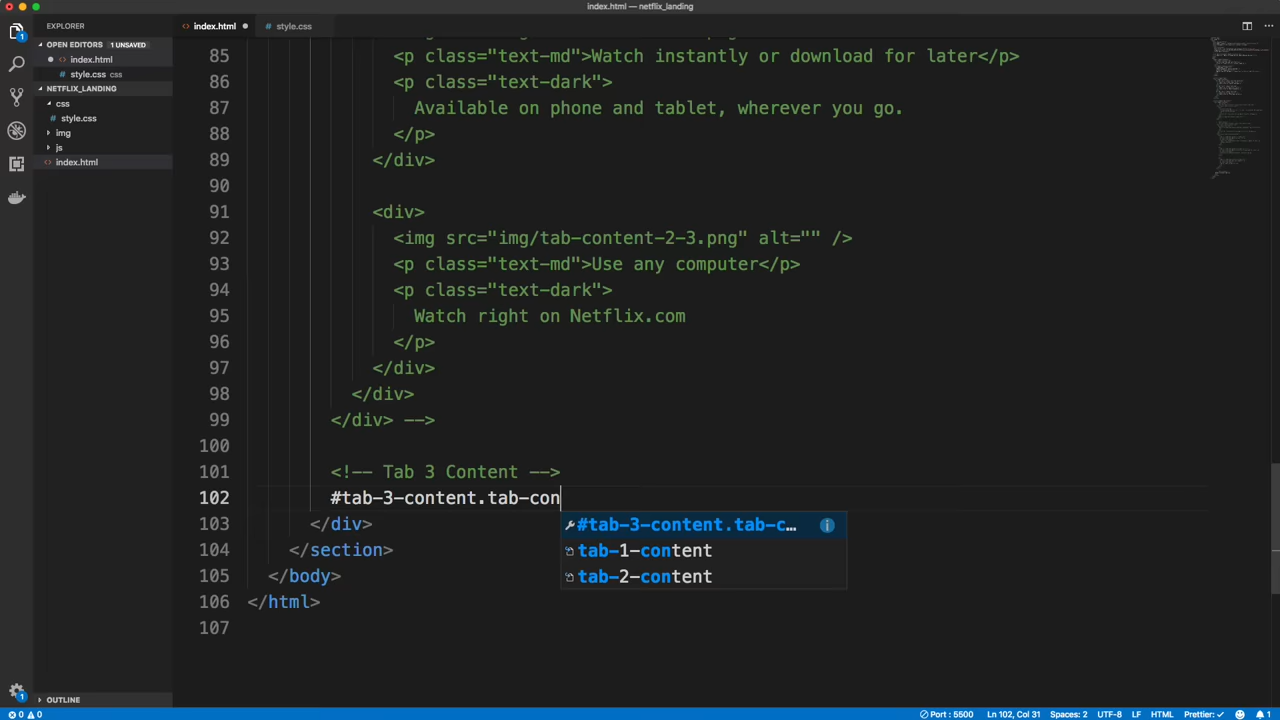 index.html — netflix_landing
EXPLORER
index.html
style.css
OPEN EDITORS 1 UNSAVED
index.html
style.css css
NETFLIX_LANDING
css
style.css
img
js
index.html
OUTLINE
85 <p class="text-md">Watch instantly or download for later</p>
86 <p class="text-dark">
87 Available on phone and tablet, wherever you go.
88 </p>
89 </div>
90
91 <div>
92 <img src="img/tab-content-2-3.png" alt="" />
93 <p class="text-md">Use any computer</p>
94 <p class="text-dark">
95 Watch right on Netflix.com
96 </p>
97 </div>
98 </div>
99 </div> -->
100
101 <!-- Tab 3 Content -->
102 #tab-3-content.tab-con
#tab-3-content.tab-c…
tab-1-content
tab-2-content
103 </div>
104 </section>
105 </body>
106 </html>
107
1
1
0 0
Port : 5500 Ln 102, Col 31 Spaces: 2 UTF-8 LF HTML Prettier: ✓ 1